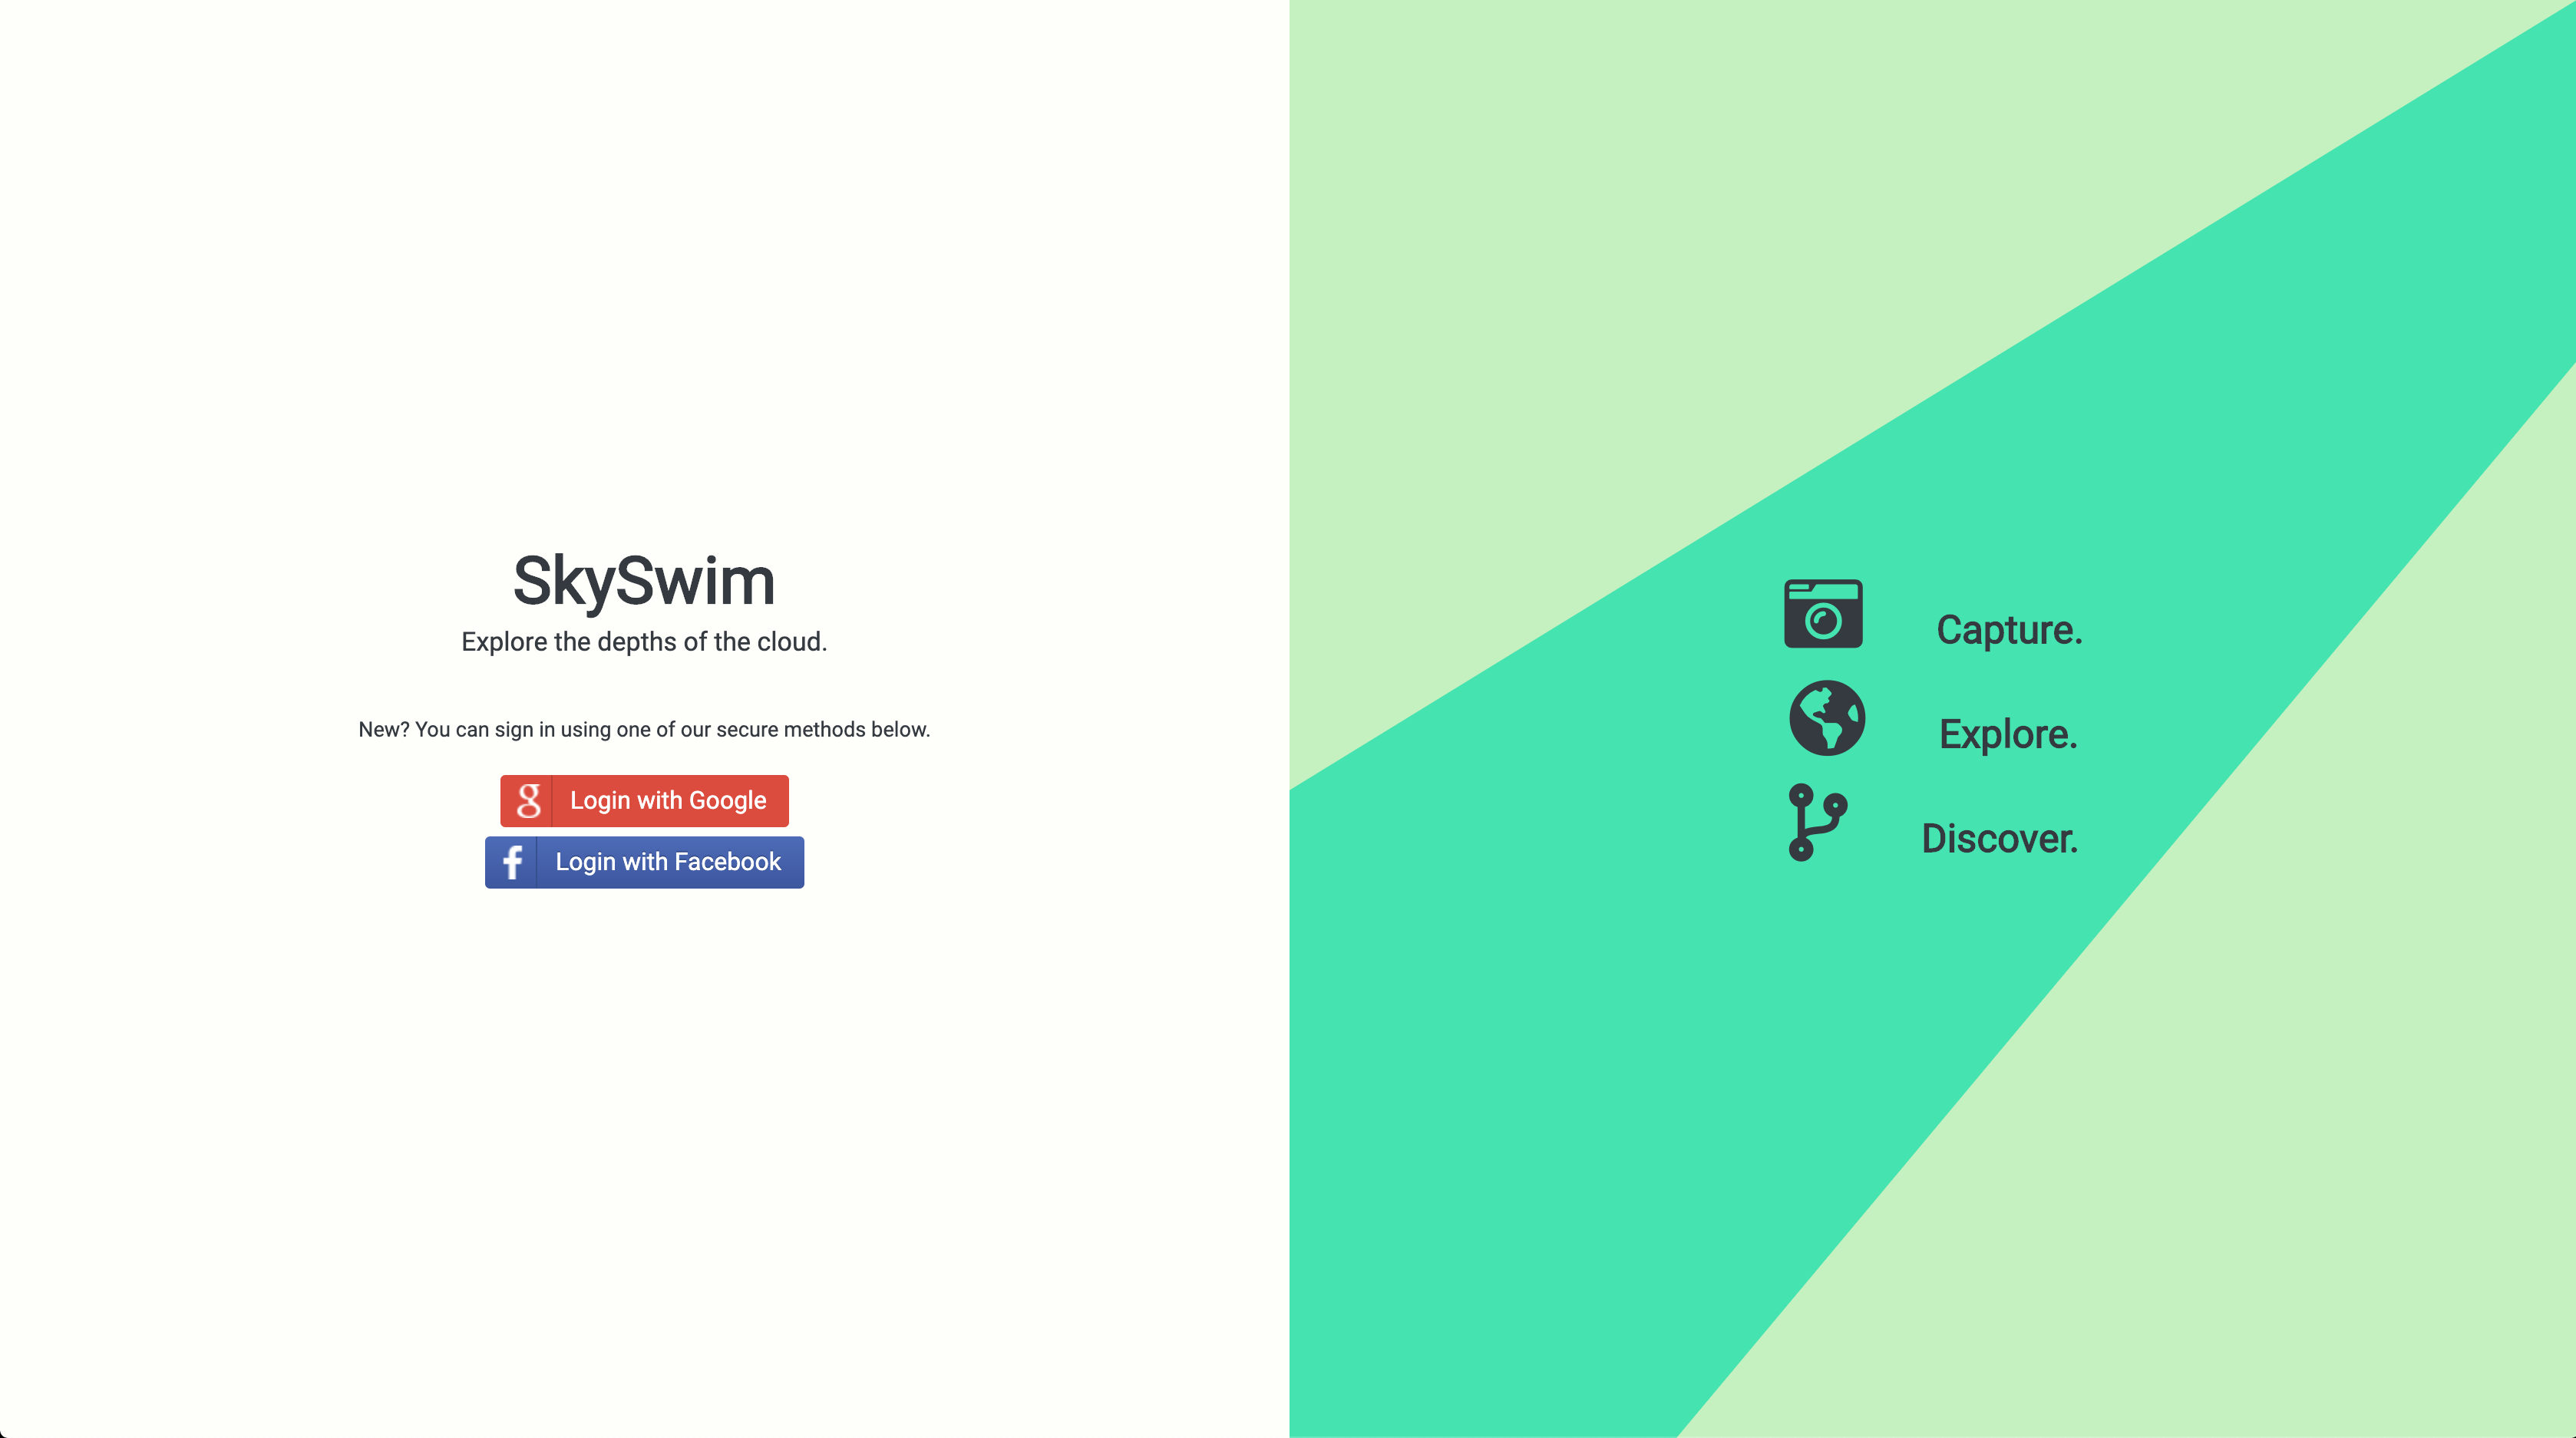 SkySwim
Explore the depths of the cloud.
New? You can sign in using one of our secure methods below.
g Login with Google
f Login with Facebook
Capture.
Explore.
Discover.